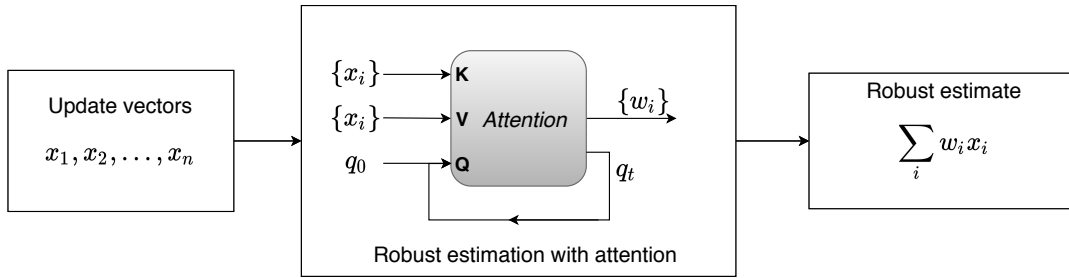 Update vectors
x_1, x_2, ..., x_n
{x_i}
K
{x_i}
V
Attention
{w_i}
q_0
Q
q_t
Robust estimation with attention
Robust estimate
∑_i w_i x_i